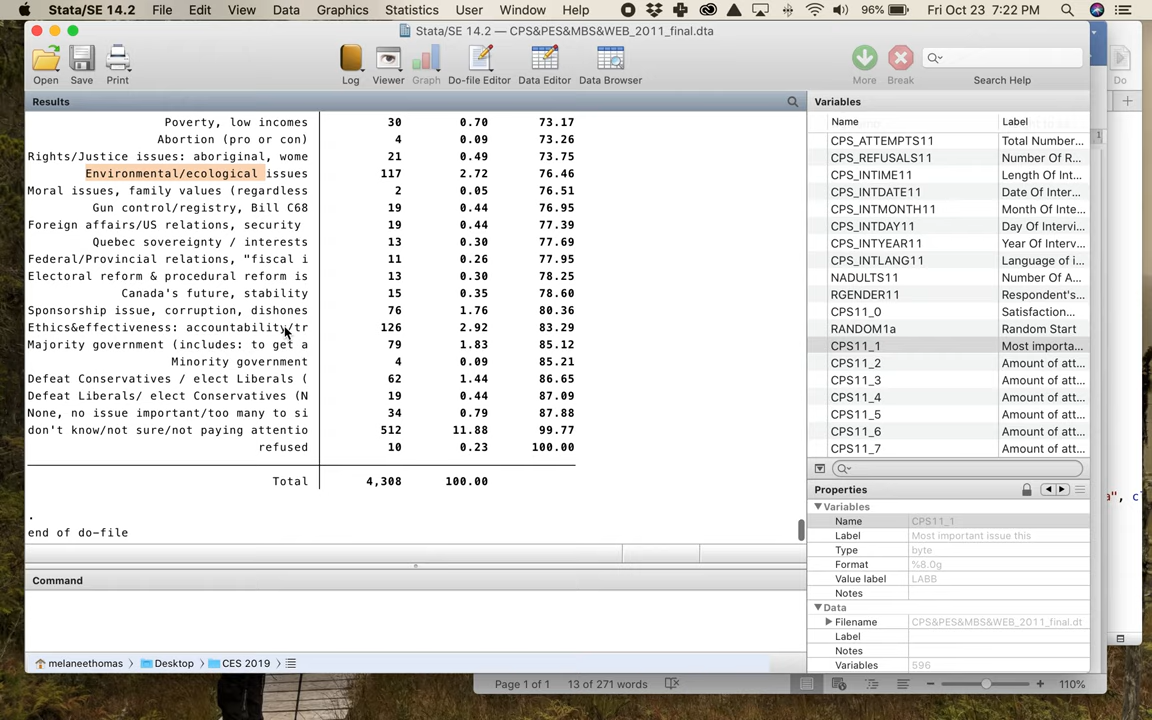 Stata/SE 14.2 File Edit View Data Graphics Statistics User Window Help 96% Fri Oct 23 7:22 PM
Stata/SE 14.2 — CPS&PES&MBS&WEB_2011_final.dta
Open Save Print Log Viewer Graph Do-file Editor Data Editor Data Browser More Break Search Help
Do
Results
Poverty, low incomes 30 0.70 73.17
Abortion (pro or con) 4 0.09 73.26
Rights/Justice issues: aboriginal, wome 21 0.49 73.75
Environmental/ecological issues 117 2.72 76.46
Moral issues, family values (regardless 2 0.05 76.51
Gun control/registry, Bill C68 19 0.44 76.95
Foreign affairs/US relations, security 19 0.44 77.39
Quebec sovereignty / interests 13 0.30 77.69
Federal/Provincial relations, "fiscal i 11 0.26 77.95
Electoral reform & procedural reform is 13 0.30 78.25
Canada's future, stability 15 0.35 78.60
Sponsorship issue, corruption, dishones 76 1.76 80.36
Ethics&effectiveness: accountability/tr 126 2.92 83.29
Majority government (includes: to get a 79 1.83 85.12
Minority government 4 0.09 85.21
Defeat Conservatives / elect Liberals ( 62 1.44 86.65
Defeat Liberals/ elect Conservatives (N 19 0.44 87.09
None, no issue important/too many to si 34 0.79 87.88
don't know/not sure/not paying attentio 512 11.88 99.77
refused 10 0.23 100.00
Total 4,308 100.00
.
end of do-file
Command
melaneethomas Desktop CES 2019
Variables
Name Label
CPS_ATTEMPTS11 Total Number...
CPS_REFUSALS11 Number Of R...
CPS_INTIME11 Length Of Int...
CPS_INTDATE11 Date Of Inter...
CPS_INTMONTH11 Month Of Inte...
CPS_INTDAY11 Day Of Intervi...
CPS_INTYEAR11 Year Of Interv...
CPS_INTLANG11 Language of i...
NADULTS11 Number Of A...
RGENDER11 Respondent's...
CPS11_0 Satisfaction...
RANDOM1a Random Start
CPS11_1 Most importa...
CPS11_2 Amount of att...
CPS11_3 Amount of att...
CPS11_4 Amount of att...
CPS11_5 Amount of att...
CPS11_6 Amount of att...
CPS11_7 Amount of att...
Properties
Variables
Name CPS11_1
Label Most important issue this
Type byte
Format %8.0g
Value label LABB
Notes
Data
Filename CPS&PES&MBS&WEB_2011_final.dt
Label
Notes
Variables 596
1
a", c
Page 1 of 1 13 of 271 words 110%